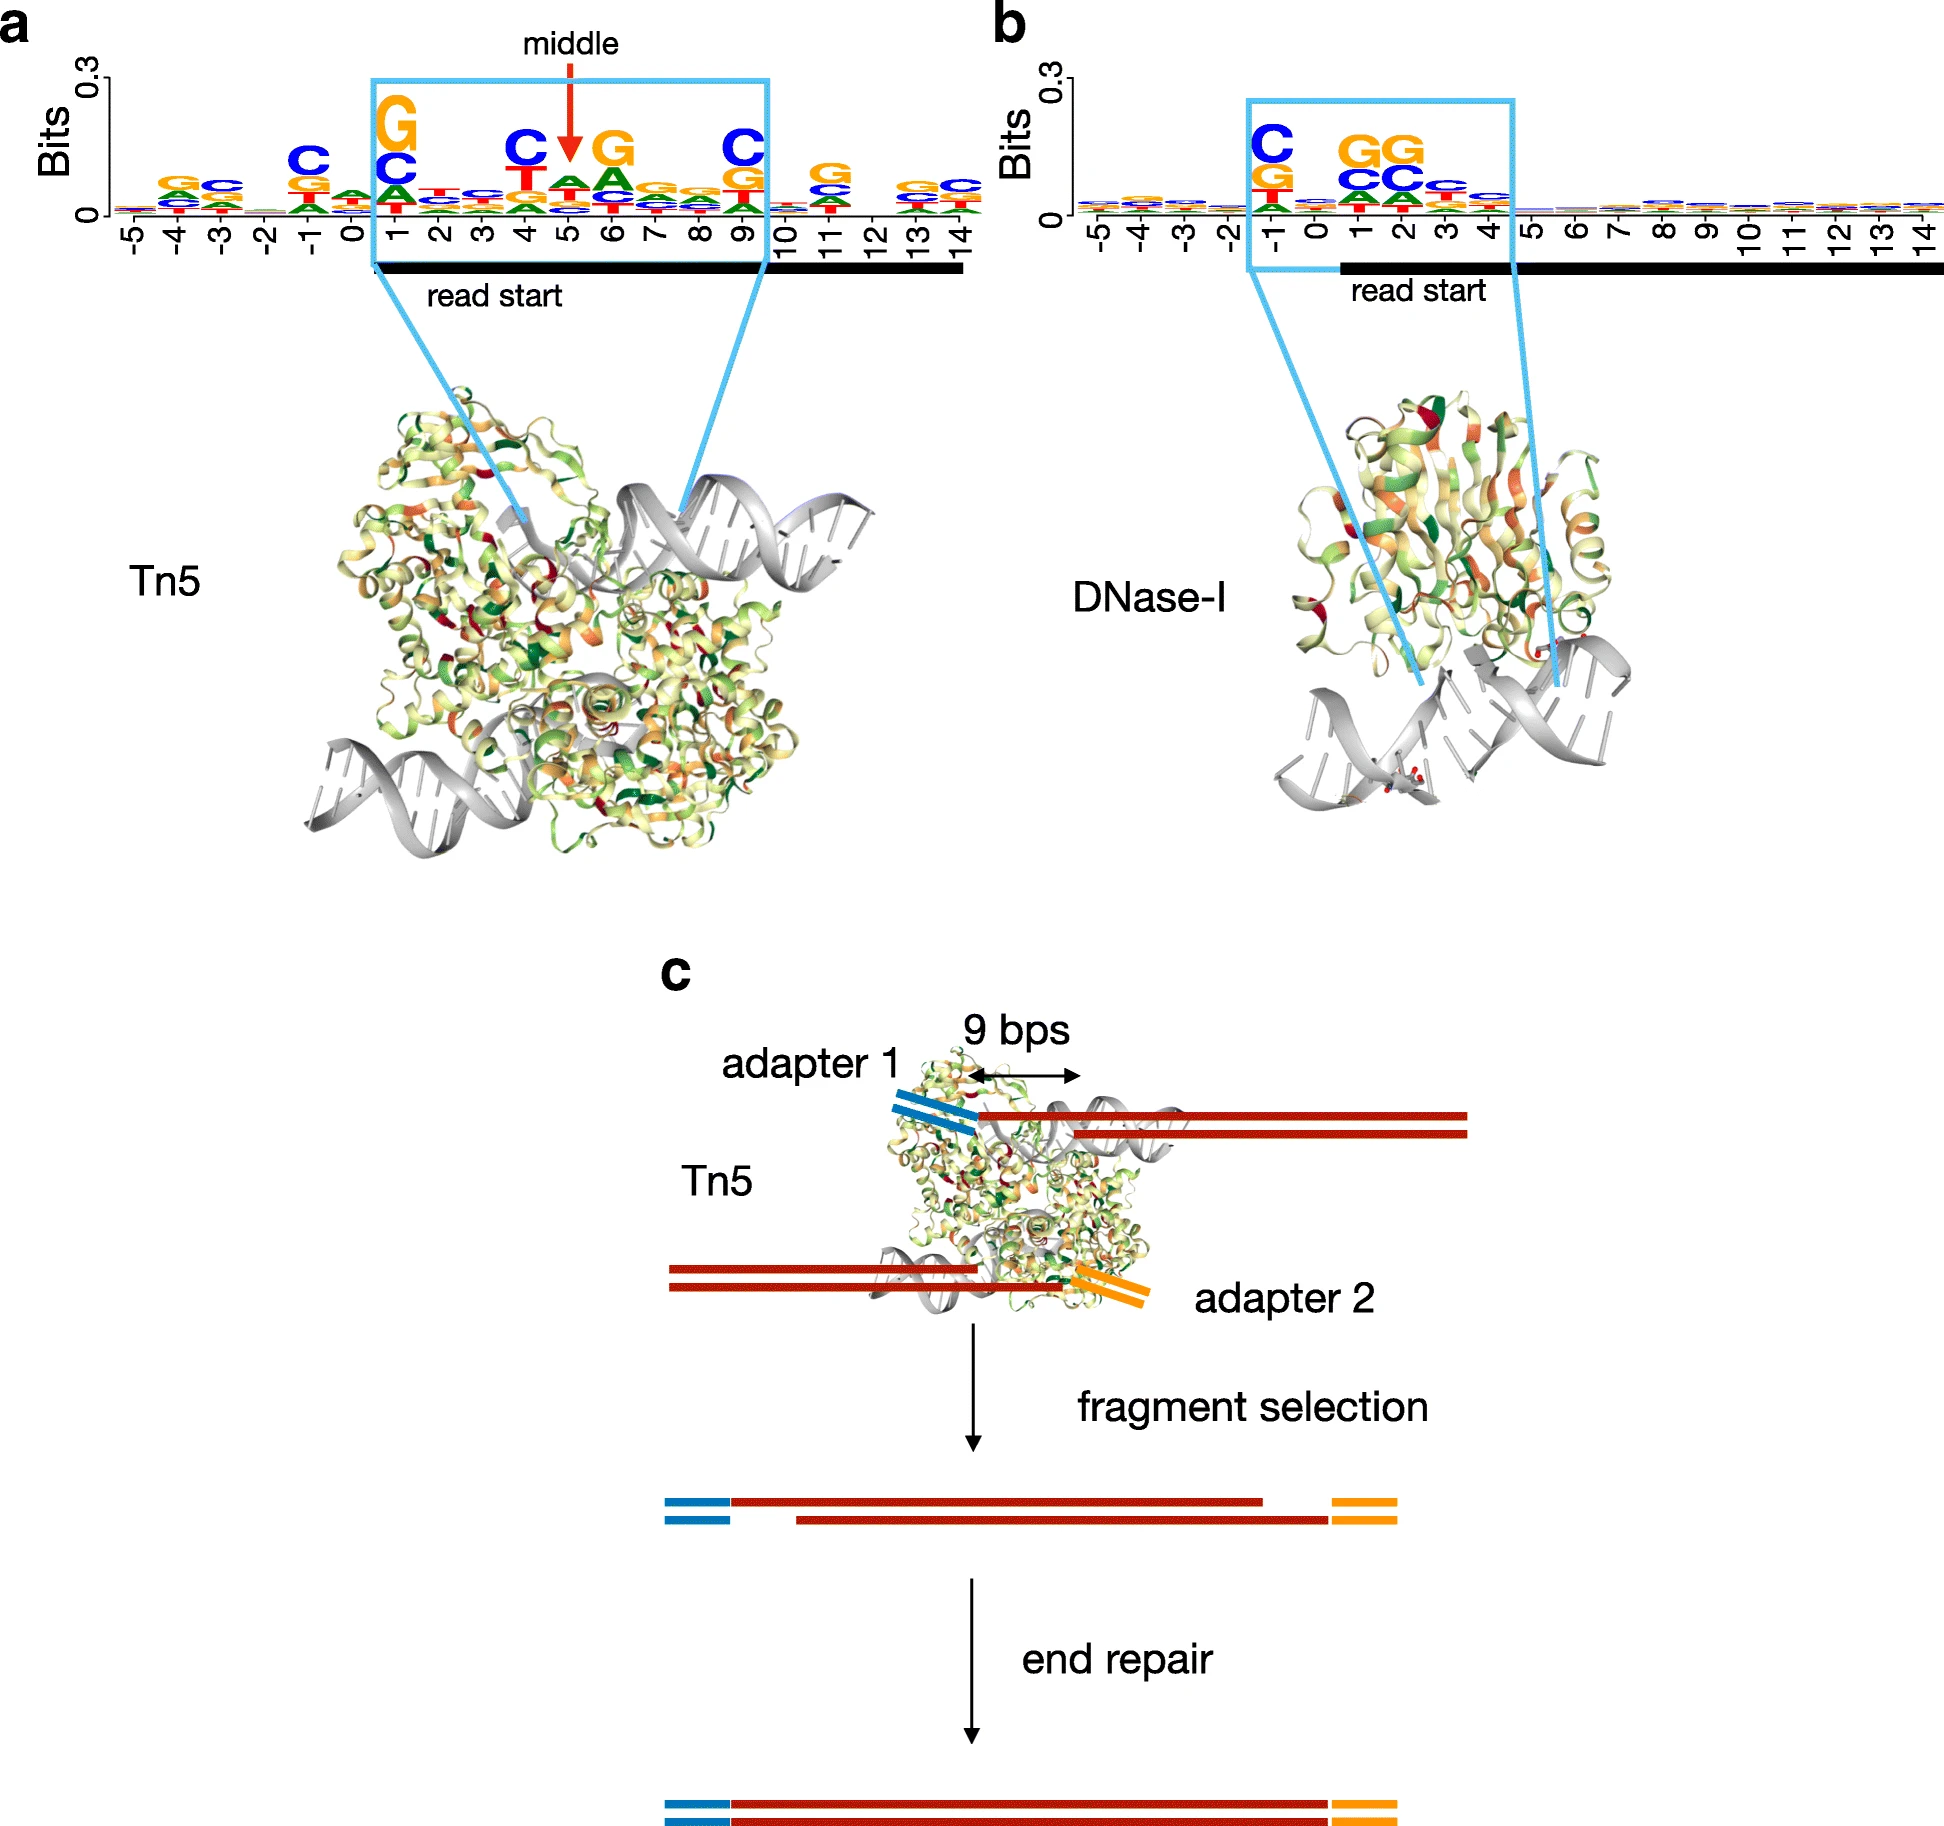 a
middle
0.3
Bits
0
G
C
C
G
C
C
G
C
G
T
A
G
G
C
A
C
T
G
A
T
A
G
C
A
T
T
C
A
C
T
G
A
C
T
G
A
A
T
G
C
G
A
C
T
G
A
C
T
G
A
C
T
C
G
T
A
G
C
A
T
G
C
T
A
C
G
T
A
-5 -4 -3 -2 -1 0 1 2 3 4 5 6 7 8 9 10 11 12 13 14
read start
Tn5
b
0.3
Bits
0
C
G
T
A
G
C
A
T
G
C
A
T
C
T
G
A
-5 -4 -3 -2 -1 0 1 2 3 4 5 6 7 8 9 10 11 12 13 14
read start
DNase-I
c
9 bps
adapter 1
Tn5
adapter 2
fragment selection
end repair